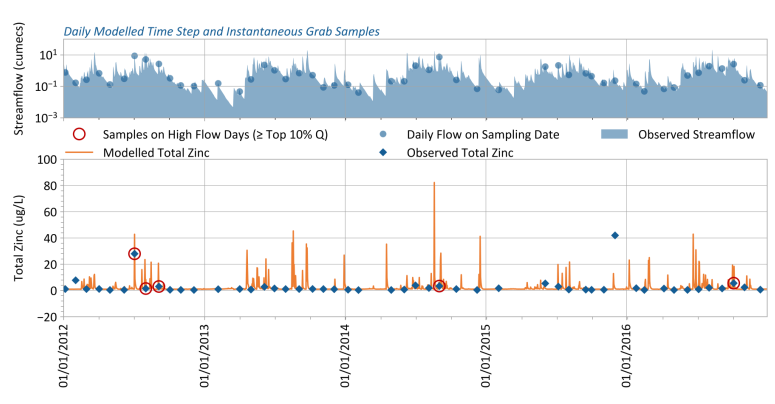 Daily Modelled Time Step and Instantaneous Grab Samples
Streamflow (cumecs)
10¹
10⁻¹
10⁻³
Samples on High Flow Days (≥ Top 10% Q)
Daily Flow on Sampling Date
Observed Streamflow
Modelled Total Zinc
Observed Total Zinc
Total Zinc (ug/L)
100
80
60
40
20
0
−20
01/01/2012
01/01/2013
01/01/2014
01/01/2015
01/01/2016